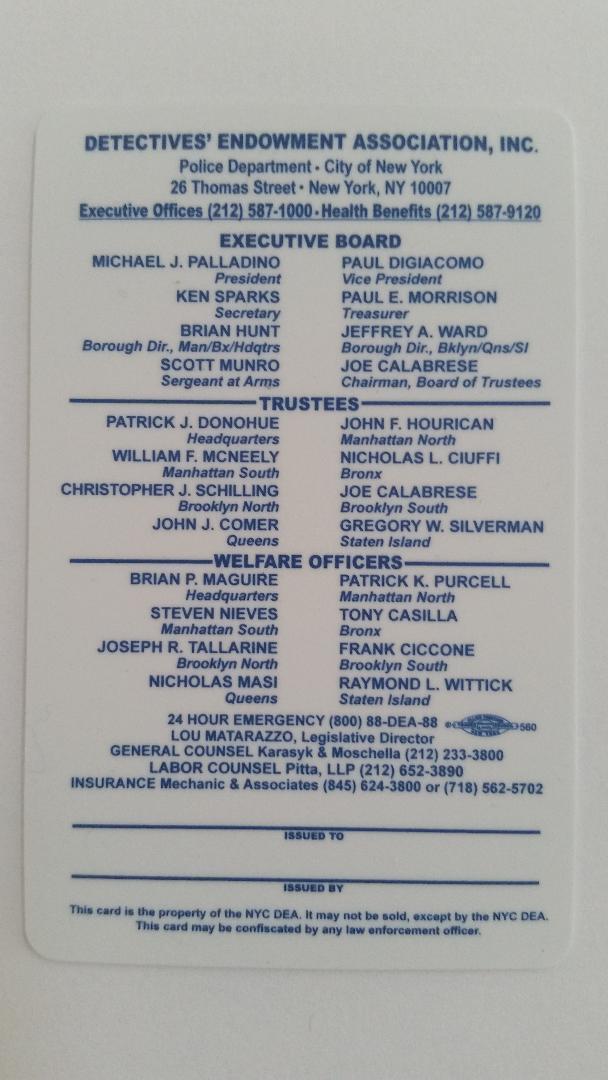 DETECTIVES' ENDOWMENT ASSOCIATION, INC.
Police Department • City of New York
26 Thomas Street • New York, NY 10007
Executive Offices (212) 587-1000 • Health Benefits (212) 587-9120
EXECUTIVE BOARD
MICHAEL J. PALLADINO PAUL DIGIACOMO
President Vice President
KEN SPARKS PAUL E. MORRISON
Secretary Treasurer
BRIAN HUNT JEFFREY A. WARD
Borough Dir., Man/Bx/Hdqtrs Borough Dir., Bklyn/Qns/SI
SCOTT MUNRO JOE CALABRESE
Sergeant at Arms Chairman, Board of Trustees
TRUSTEES
PATRICK J. DONOHUE JOHN F. HOURICAN
Headquarters Manhattan North
WILLIAM F. MCNEELY NICHOLAS L. CIUFFI
Manhattan South Bronx
CHRISTOPHER J. SCHILLING JOE CALABRESE
Brooklyn North Brooklyn South
JOHN J. COMER GREGORY W. SILVERMAN
Queens Staten Island
WELFARE OFFICERS
BRIAN P. MAGUIRE PATRICK K. PURCELL
Headquarters Manhattan North
STEVEN NIEVES TONY CASILLA
Manhattan South Bronx
JOSEPH R. TALLARINE FRANK CICCONE
Brooklyn North Brooklyn South
NICHOLAS MASI RAYMOND L. WITTICK
Queens Staten Island
24 HOUR EMERGENCY (800) 88-DEA-88 560
LOU MATARAZZO, Legislative Director
GENERAL COUNSEL Karasyk & Moschella (212) 233-3800
LABOR COUNSEL Pitta, LLP (212) 652-3890
INSURANCE Mechanic & Associates (845) 624-3800 or (718) 562-5702
ISSUED TO
ISSUED BY
This card is the property of the NYC DEA. It may not be sold, except by the NYC DEA.
This card may be confiscated by any law enforcement officer.